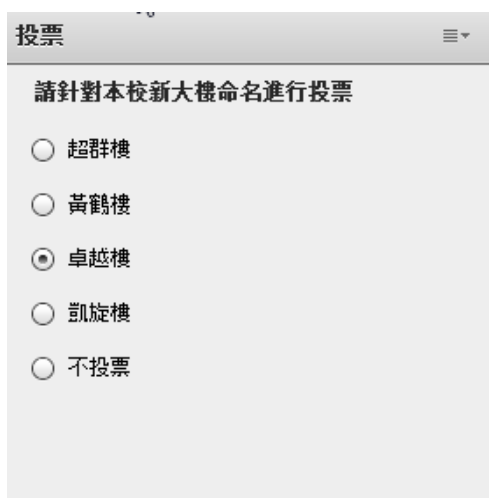 投票
請針對本校新大樓命名進行投票
超群樓
黃鶴樓
卓越樓
凱旋樓
不投票